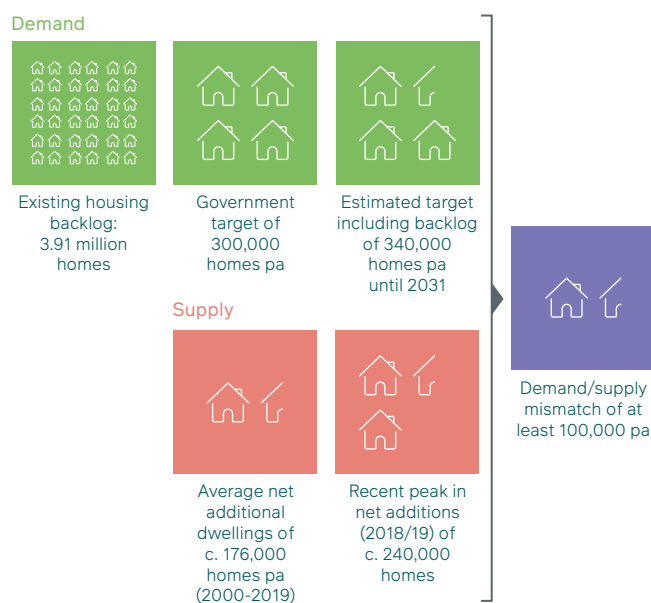 Demand
Existing housing
backlog:
3.91 million
homes
Government
target of
300,000
homes pa
Estimated target
including backlog
of 340,000
homes pa
until 2031
Supply
Average net
additional
dwellings of
c. 176,000
homes pa
(2000-2019)
Recent peak in
net additions
(2018/19) of
c. 240,000
homes
Demand/supply
mismatch of at
least 100,000 pa